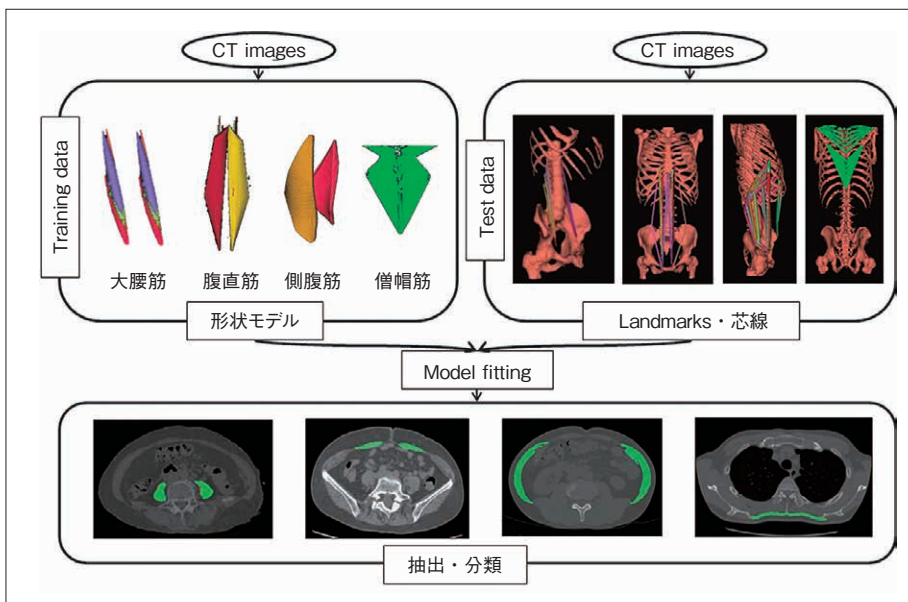 CT images
CT images
Training data
大腰筋
腹直筋
側腹筋
僧帽筋
形状モデル
Test data
Landmarks・芯線
Model fitting
抽出・分類